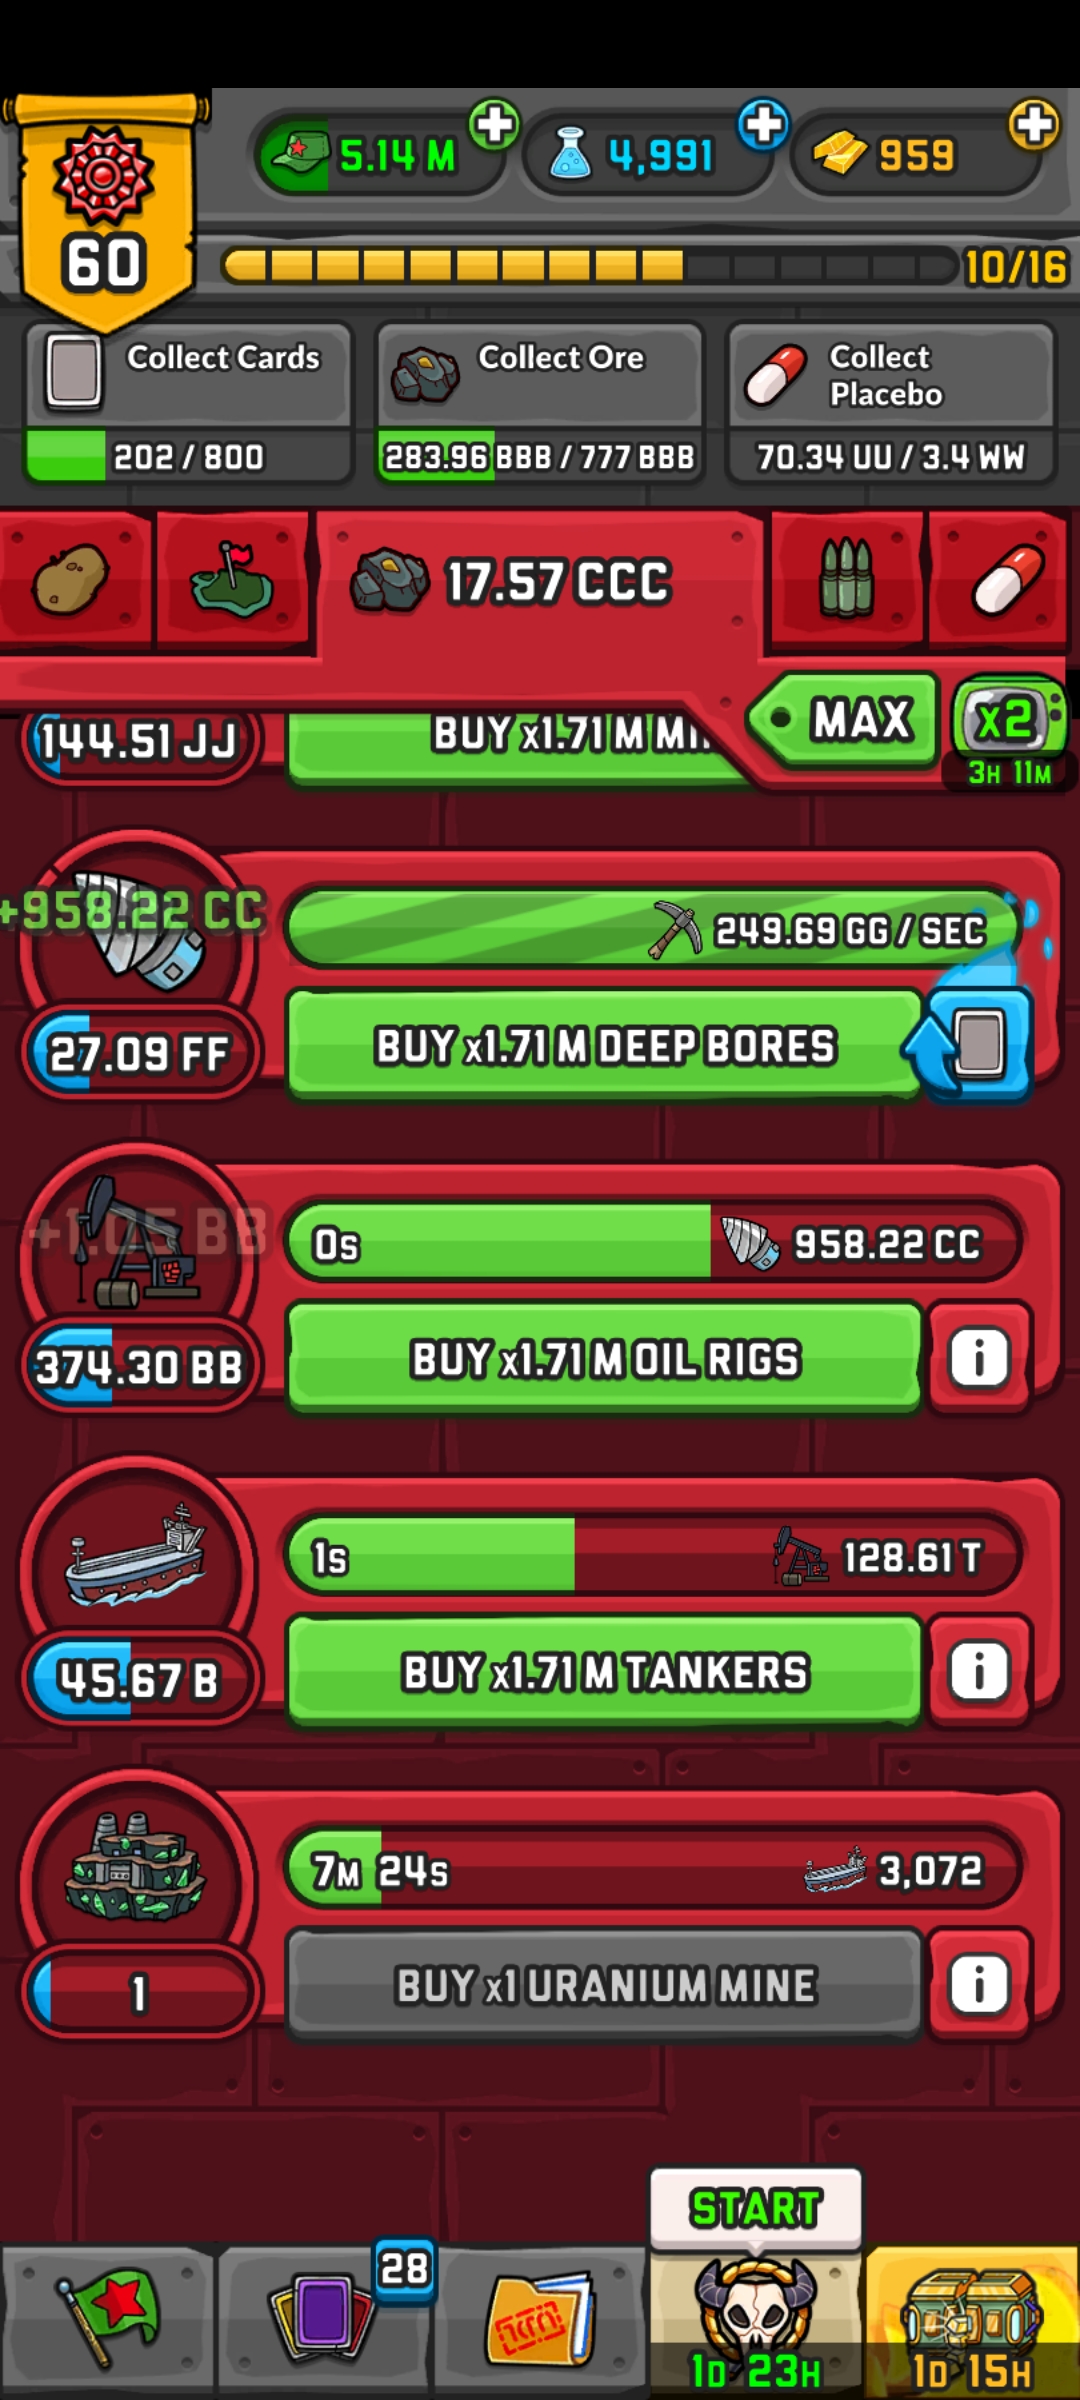 60
5.14 M
4,991
959
10/16
Collect Cards
202 / 800
Collect Ore
283.96 BBB / 777 BBB
Collect
Placebo
70.34 UU / 3.4 WW
17.57 CCC
MAX
x2
3H 11M
144.51 JJ
BUY x1.71 M
+958.22 CC
249.69 GG / SEC
27.09 FF
BUY x1.71 M DEEP BORES
+1.05 BB
0s
958.22 CC
374.30 BB
BUY x1.71 M OIL RIGS
i
1s
128.61 T
45.67 B
BUY x1.71 M TANKERS
i
7M 24s
3,072
1
BUY x1 URANIUM MINE
i
START
28
1D 23H
1D 15H